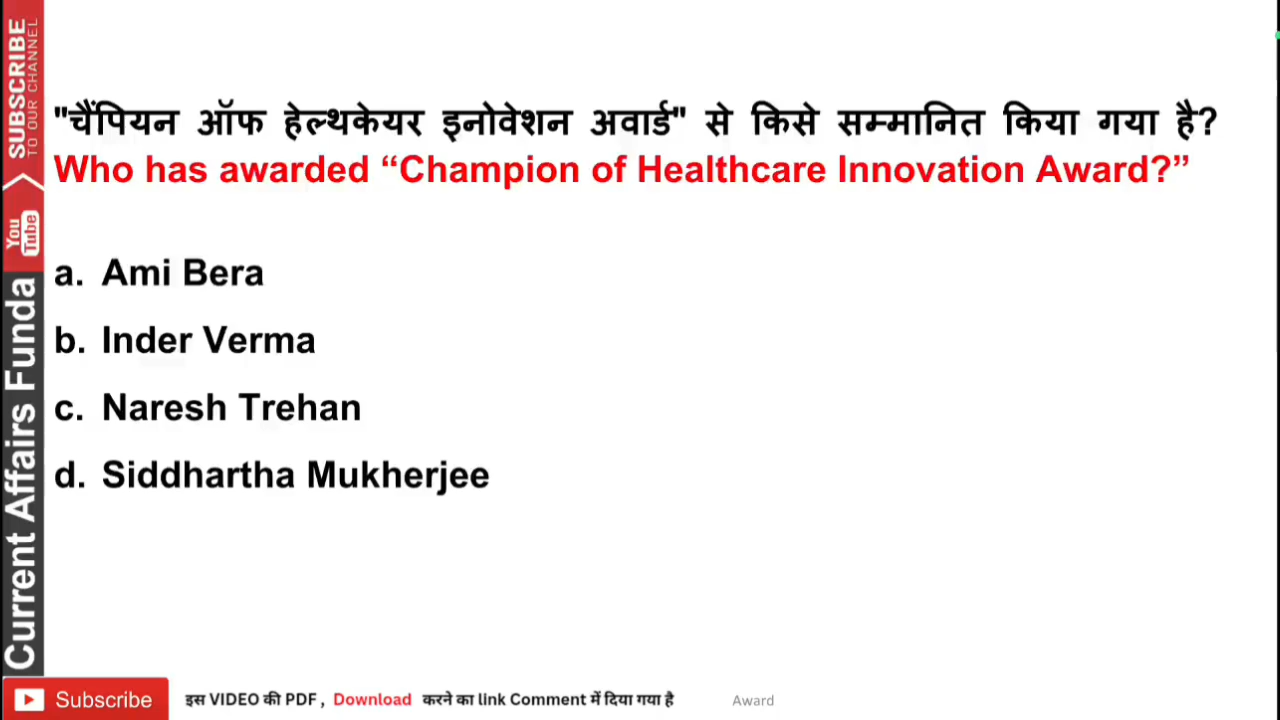 "चैंपियन ऑफ हेल्थकेयर इनोवेशन अवार्ड" से किसे सम्मानित किया गया है?
Who has awarded “Champion of Healthcare Innovation Award?”
a. Ami Bera
b. Inder Verma
c. Naresh Trehan
d. Siddhartha Mukherjee
SUBSCRIBE
TO OUR CHANNEL
You
Tube
Current Affairs Funda
Subscribe
इस VIDEO की PDF , Download करने का link Comment में दिया गया है
Award